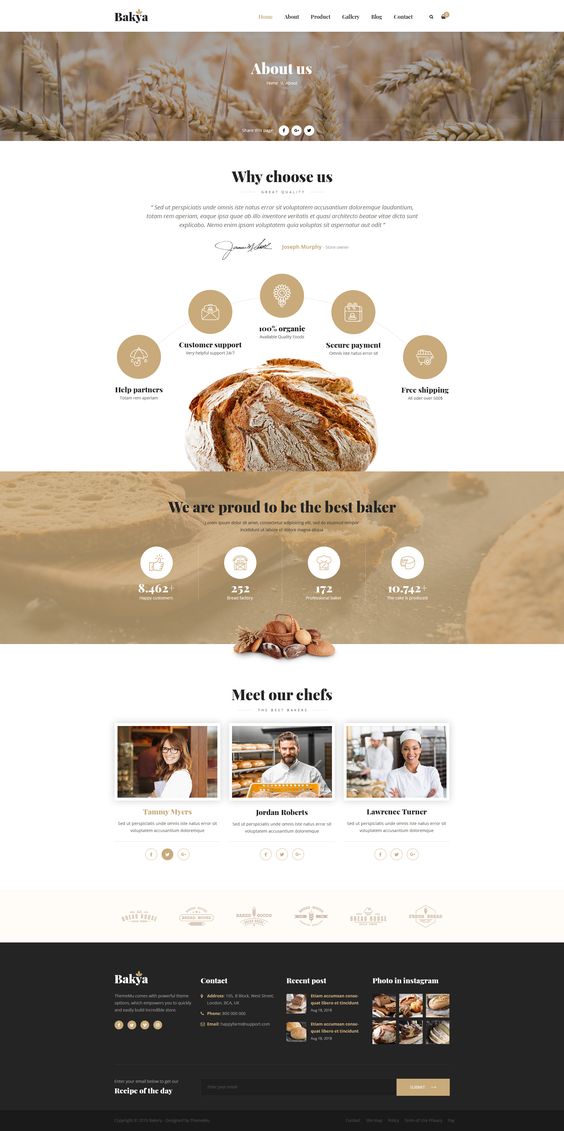 Bakya
Home About Product Gallery Blog Contact
About us
Home \\ About
Share this page:
Why choose us
GREAT QUALITY
“ Sed ut perspiciatis unde omnis iste natus error sit voluptatem accusantium doloremque laudantium,
totam rem aperiam, eaque ipsa quae ab illo inventore veritatis et quasi architecto beatae vitae dicta sunt
explicabo. Nemo enim ipsam voluptatem quia voluptas sit aspernatur aut odit ”
Joseph Murphy - Store owner
100% organic
Available Quality Foods
Customer support
Very helpful support 24/7
Secure payment
Omnis iste natus error sit
Help partners
Totam rem aperiam
Free shipping
All oder over 500$
We are proud to be the best baker
Lorem ipsum dolor sit amet, consectetur adipisicing elit, sed do eiusmod tempor
incididunt ut labore et dolore magna aliqua
8.462+ 252 172 10.742+
Happy customers Bread factory Professional baker The cake is produced
Meet our chefs
THE BEST BAKERS
Tammy Myers
Sed ut perspiciatis unde omnis iste natus error sit
voluptatem accusantium doloremque
Jordan Roberts
Sed ut perspiciatis unde omnis iste natus error sit
voluptatem accusantium doloremque
Lawrence Turner
Sed ut perspiciatis unde omnis iste natus error sit
voluptatem accusantium doloremque
BREAD HOUSE
BREAD HOUSE
BAKED GOODS
BREAD HOUSE
FRESH BREAD
Bakya
ThemeMu comes with powerful theme
options, which empowers you to quickly
and easily build incredible store.
Contact
Address: 105, B Block, West Street,
London, BCA, UK
Phone: 800 000 000
Email: happyfarm@support.com
Recent post
Etiam accumsan conse-
quat libero et tincidunt
Aug 19, 2018
Etiam accumsan conse-
quat libero et tincidunt
Aug 19, 2018
Photo in instagram
Enter your email below to get our
Recipe of the day
Enter your email
SUBMIT
Contact Site map Policy Term of Use Privacy